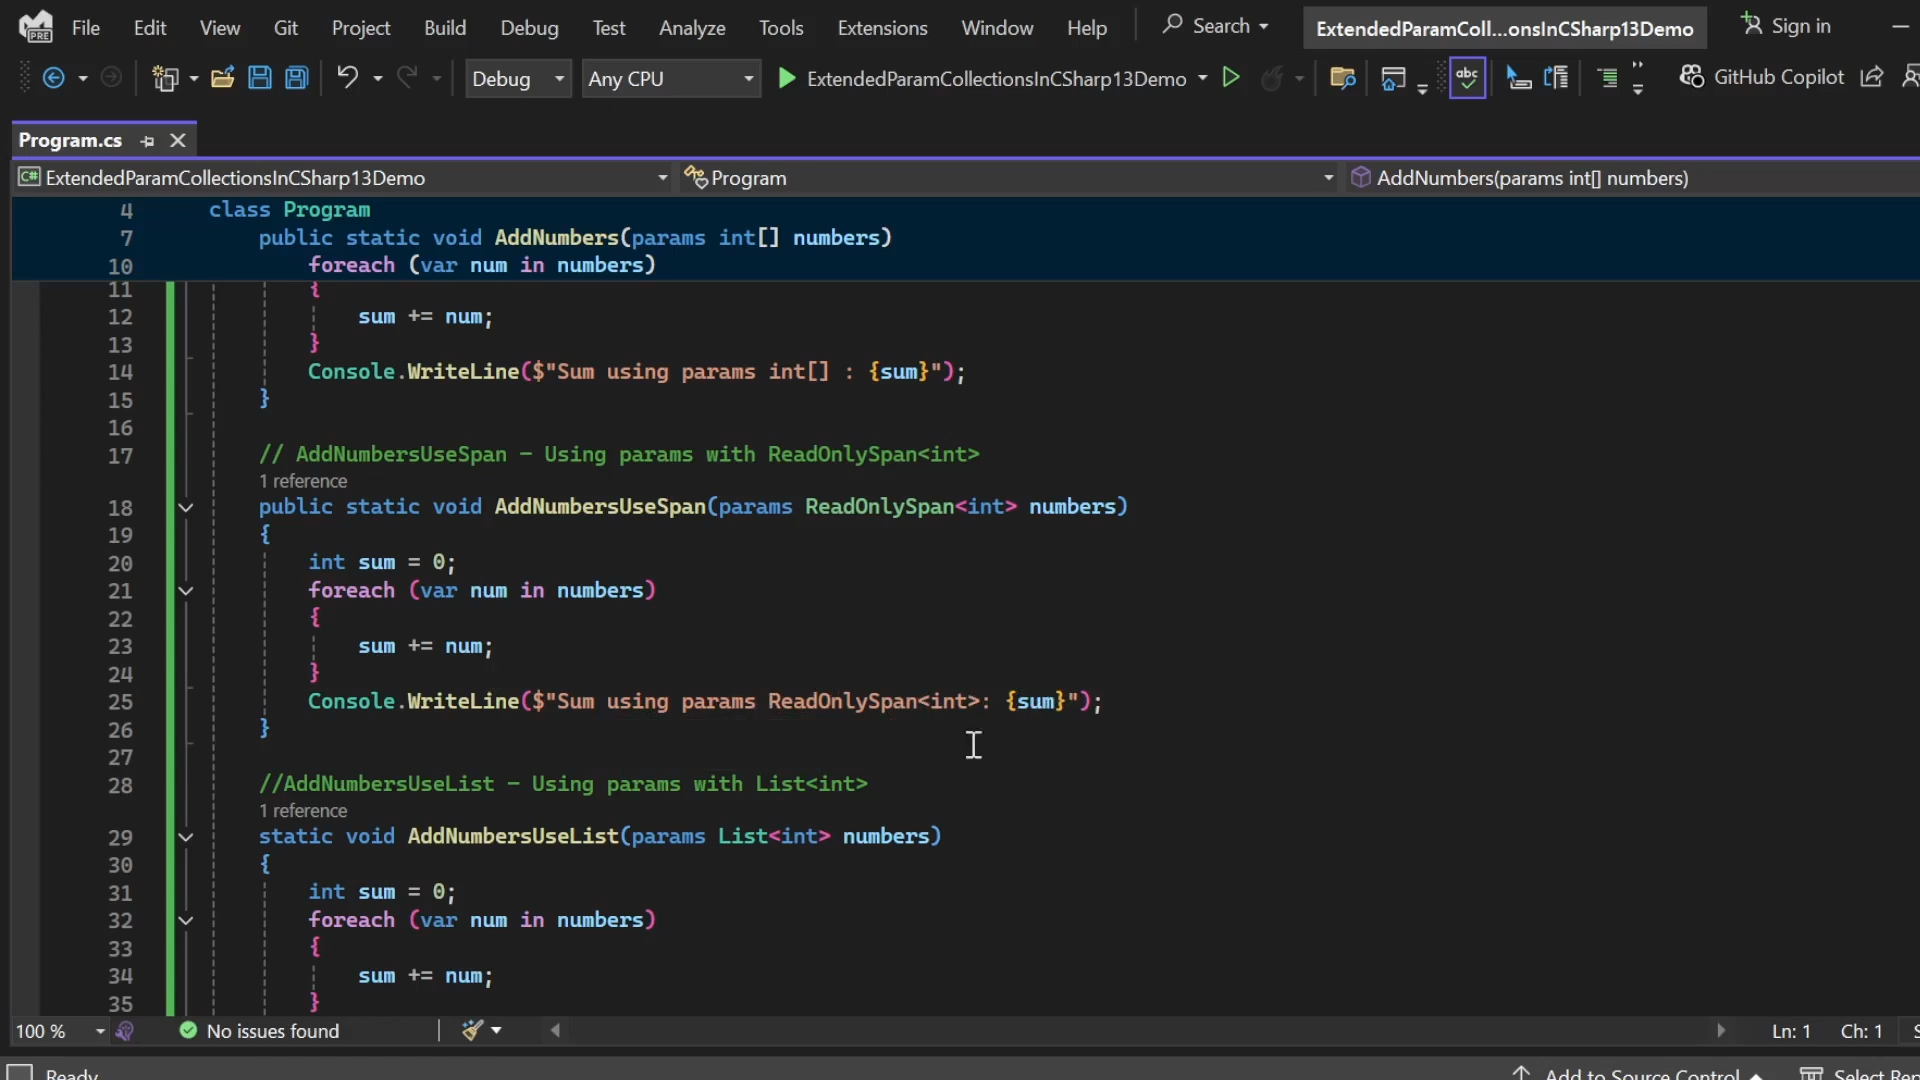 PRE File Edit View Git Project Build Debug Test Analyze Tools Extensions Window Help Search ExtendedParamColl...onsInCSharp13Demo Sign in
Debug Any CPU ExtendedParamCollectionsInCSharp13Demo abc GitHub Copilot
Program.cs
C# ExtendedParamCollectionsInCSharp13Demo Program AddNumbers(params int[] numbers)
4 class Program
7 public static void AddNumbers(params int[] numbers)
10 foreach (var num in numbers)
11 {
12 sum += num;
13 }
14 Console.WriteLine($"Sum using params int[] : {sum}");
15 }
16
17 // AddNumbersUseSpan - Using params with ReadOnlySpan<int>
1 reference
18 public static void AddNumbersUseSpan(params ReadOnlySpan<int> numbers)
19 {
20 int sum = 0;
21 foreach (var num in numbers)
22 {
23 sum += num;
24 }
25 Console.WriteLine($"Sum using params ReadOnlySpan<int>: {sum}");
26 }
27
28 //AddNumbersUseList - Using params with List<int>
1 reference
29 static void AddNumbersUseList(params List<int> numbers)
30 {
31 int sum = 0;
32 foreach (var num in numbers)
33 {
34 sum += num;
35 }
100 % No issues found Ln: 1 Ch: 1
Ready Add to Source Control Select